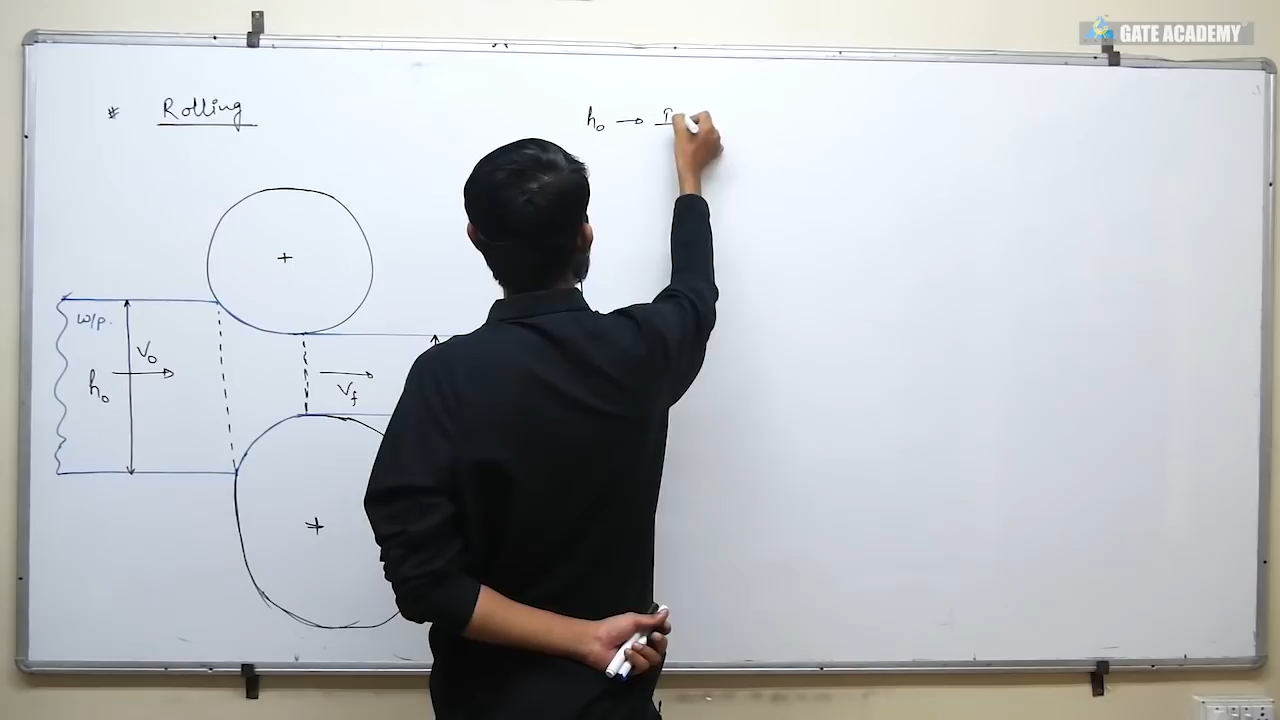 GATE ACADEMY
* Rolling
h₀ →
w/p.
V₀
h₀
V_f